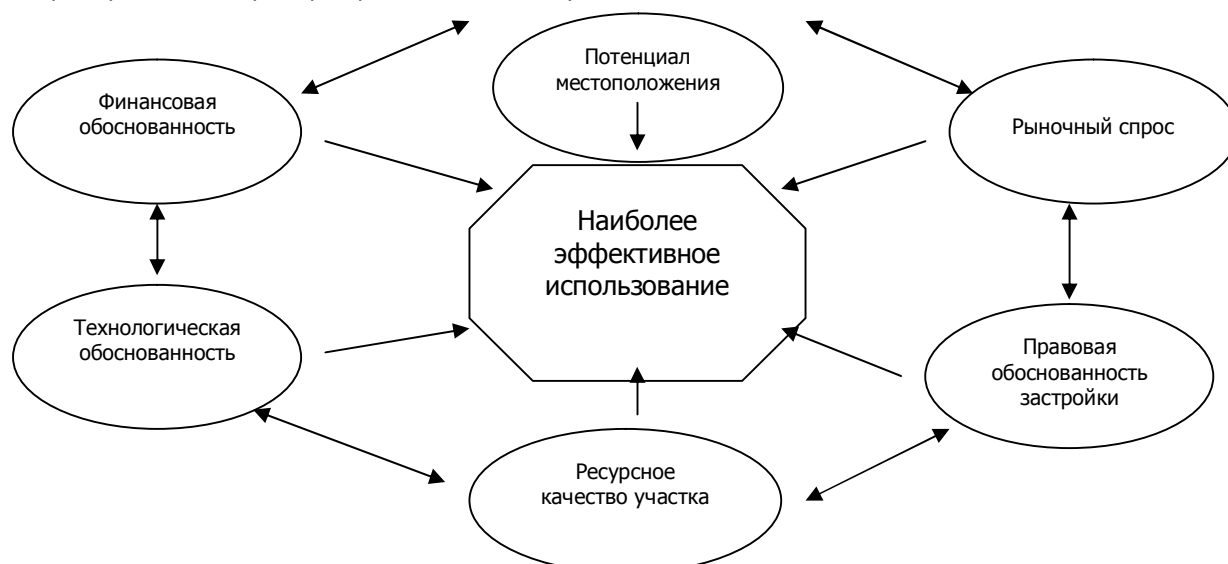 Потенциал
местоположения
Финансовая
обоснованность
Рыночный спрос
Наиболее
эффективное
использование
Технологическая
обоснованность
Правовая
обоснованность
застройки
Ресурсное
качество участка